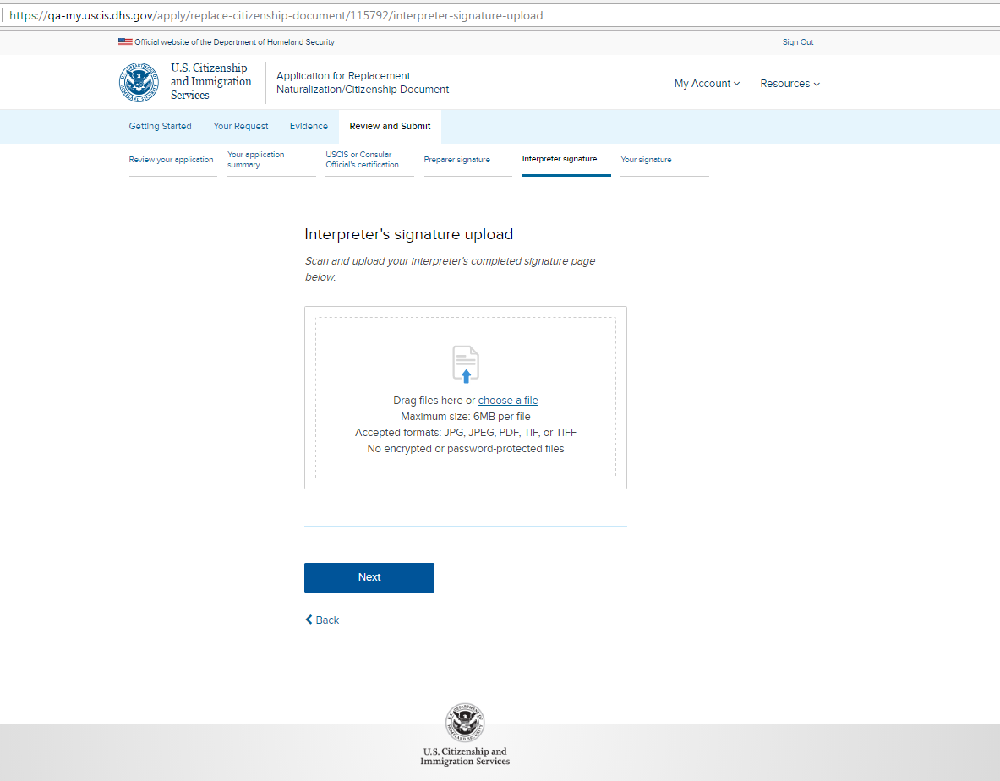 https://qa-my.uscis.dhs.gov/apply/replace-citizenship-document/115792/interpreter-signature-upload
Official website of the Department of Homeland Security
Sign Out
U.S. Citizenship
and Immigration
Services
Application for Replacement
Naturalization/Citizenship Document
My Account
Resources
Getting Started
Your Request
Evidence
Review and Submit
Review your application
Your application
summary
USCIS or Consular
Official's certification
Preparer signature
Interpreter signature
Your signature
Interpreter's signature upload
Scan and upload your interpreter's completed signature page
below.
Drag files here or choose a file
Maximum size: 6MB per file
Accepted formats: JPG, JPEG, PDF, TIF, or TIFF
No encrypted or password-protected files
Next
Back
U.S. Citizenship and
Immigration Services